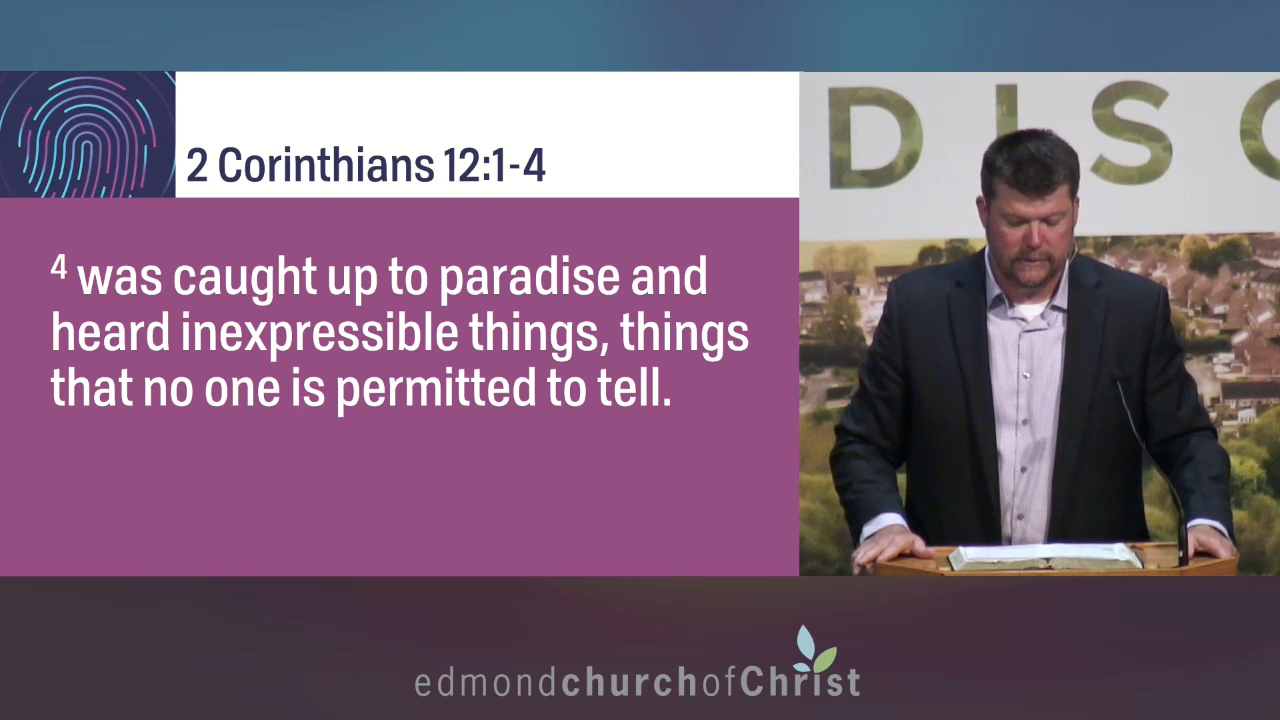 DISC
2 Corinthians 12:1-4
4 was caught up to paradise and
heard inexpressible things, things
that no one is permitted to tell.
edmondchurchofChrist